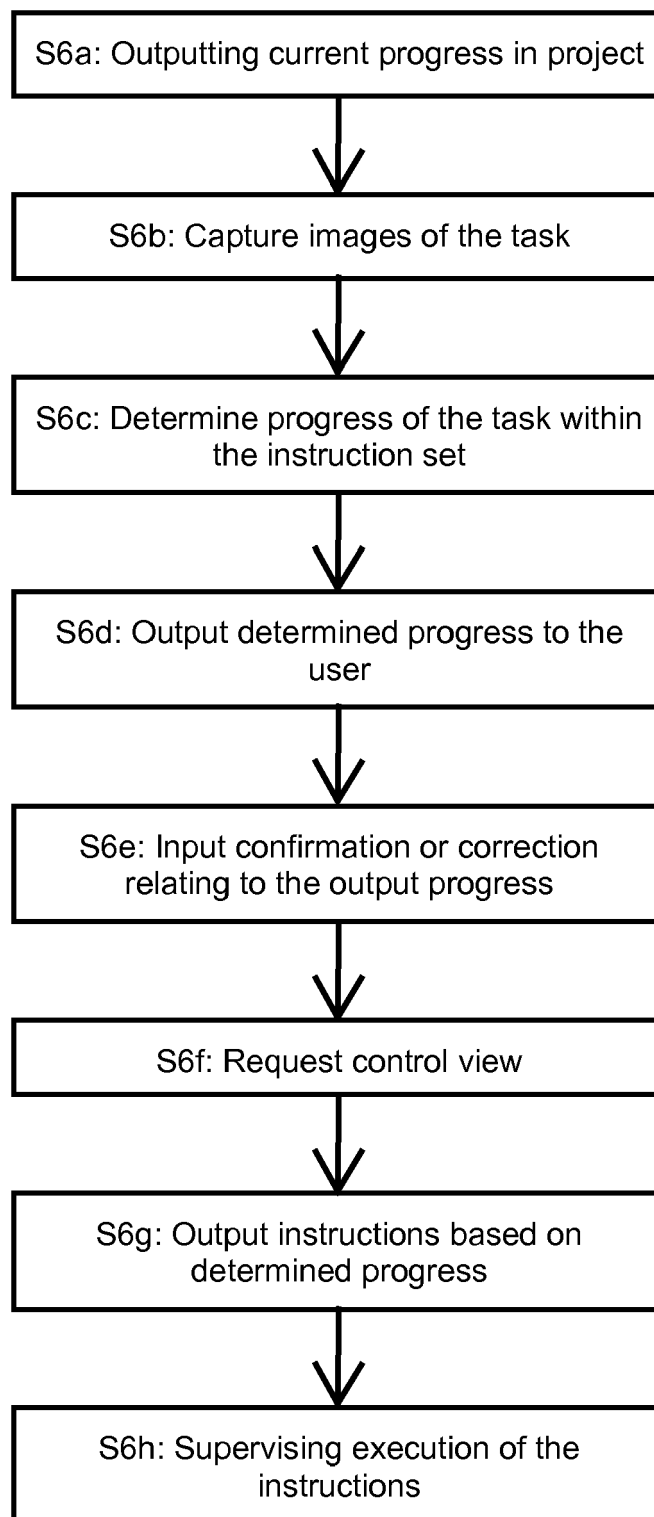 S6a: Outputting current progress in project
S6b: Capture images of the task
S6c: Determine progress of the task within
the instruction set
S6d: Output determined progress to the
user
S6e: Input confirmation or correction
relating to the output progress
S6f: Request control view
S6g: Output instructions based on
determined progress
S6h: Supervising execution of the
instructions